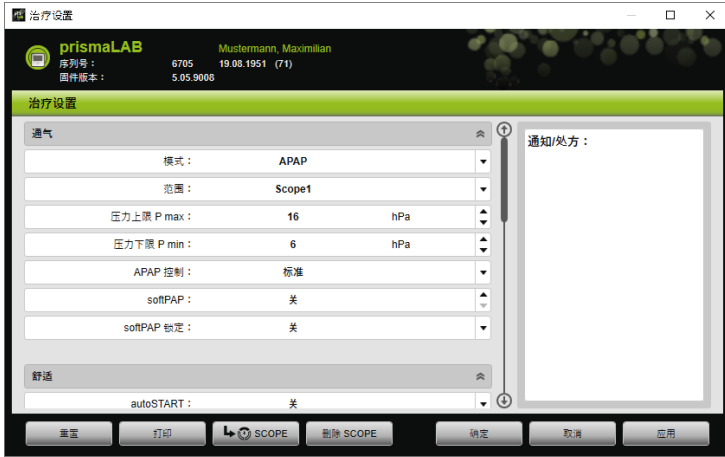 治疗设置
prismaLAB Mustermann, Maximilian
序列号： 6705 19.08.1951 (71)
固件版本： 5.05.9008
治疗设置
通气
模式： APAP
范围： Scope1
压力上限 P max： 16 hPa
压力下限 P min： 6 hPa
APAP 控制： 标准
softPAP： 关
softPAP 锁定： 关
舒适
autoSTART： 关
通知/处方：
重置 打印 SCOPE 删除 SCOPE 确定 取消 应用